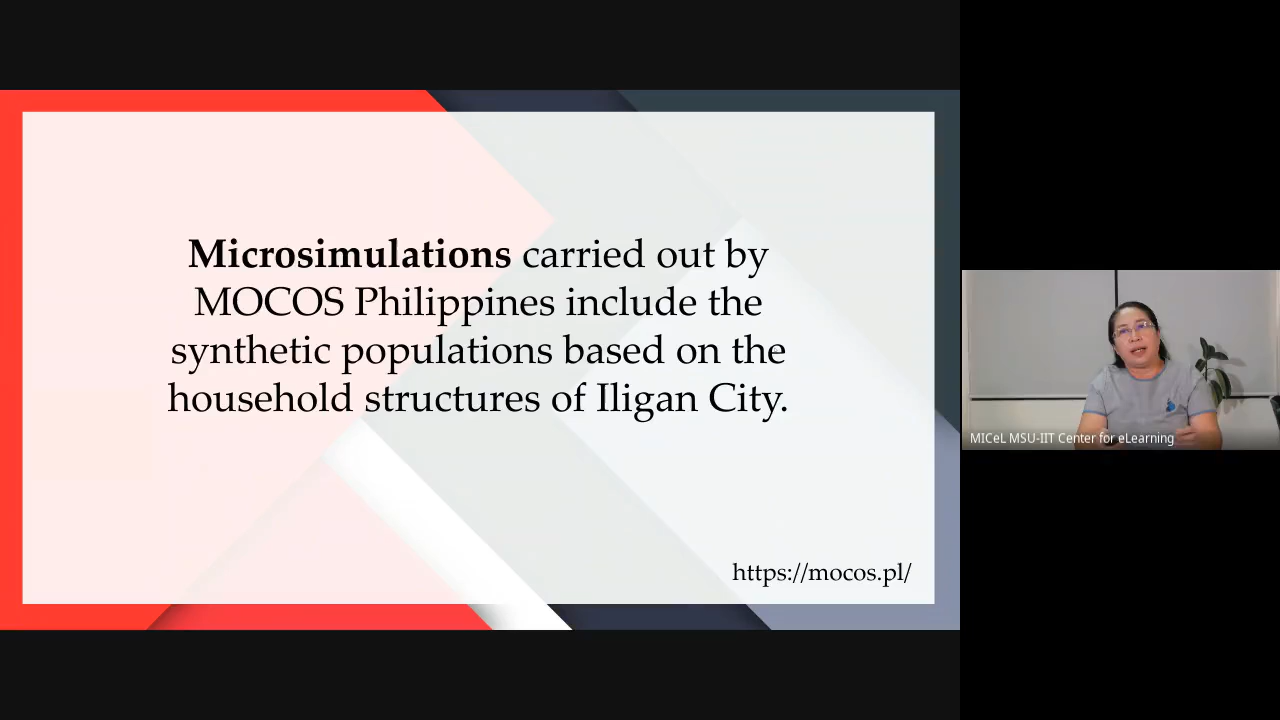 Microsimulations carried out by
MOCOS Philippines include the
synthetic populations based on the
household structures of Iligan City.
https://mocos.pl/
MICeL MSU-IIT Center for eLearning